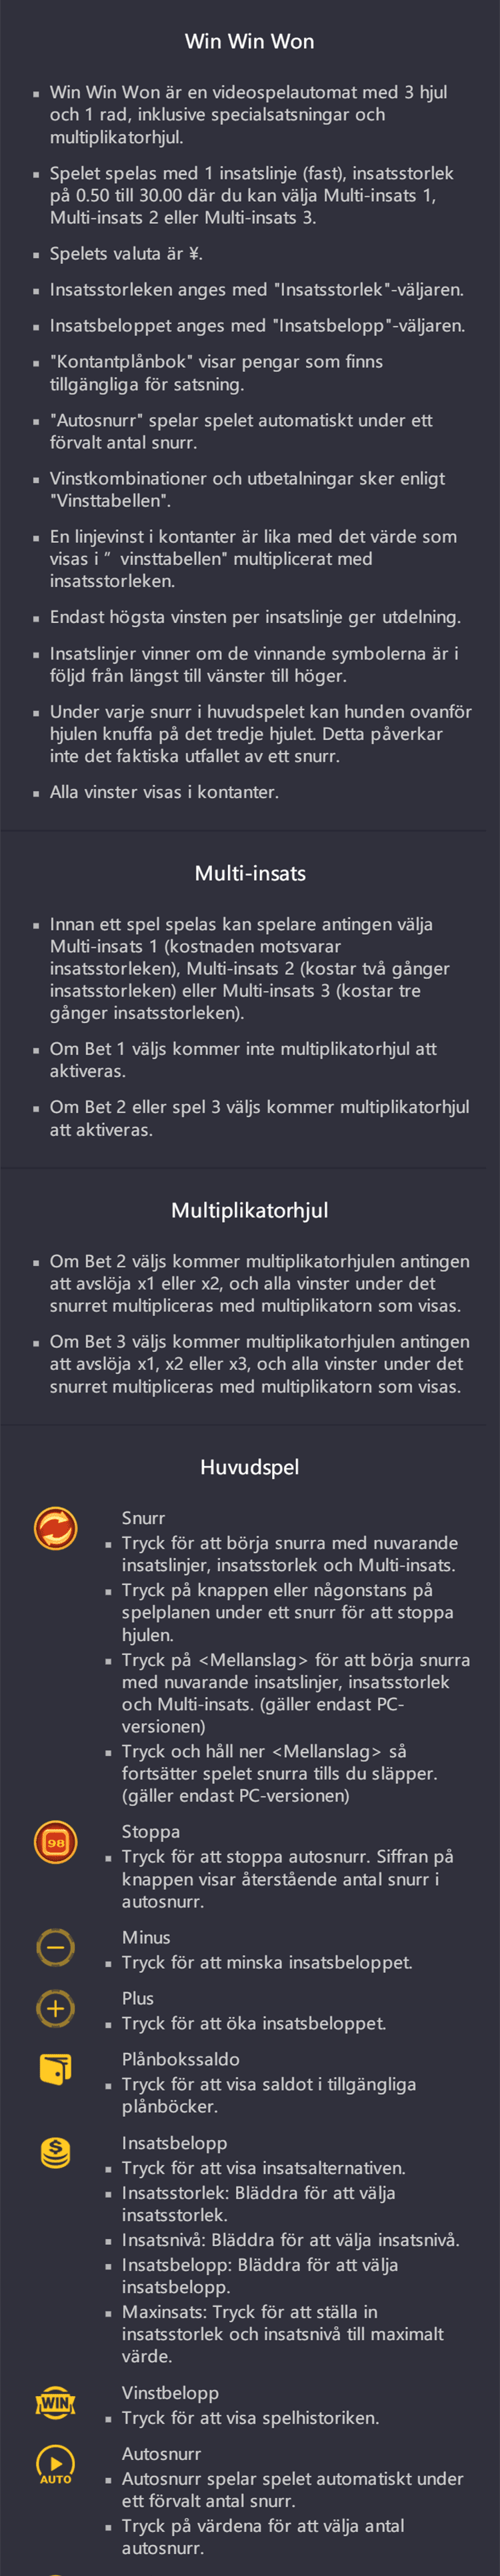 Win Win Won
▪ Win Win Won är en videospelautomat med 3 hjul
och 1 rad, inklusive specialsatsningar och
multiplikatorhjul.
▪ Spelet spelas med 1 insatslinje (fast), insatsstorlek
på 0.50 till 30.00 där du kan välja Multi-insats 1,
Multi-insats 2 eller Multi-insats 3.
▪ Spelets valuta är ¥.
▪ Insatsstorleken anges med "Insatsstorlek"-väljaren.
▪ Insatsbeloppet anges med "Insatsbelopp"-väljaren.
▪ "Kontantplånbok" visar pengar som finns
tillgängliga för satsning.
▪ "Autosnurr" spelar spelet automatiskt under ett
förvalt antal snurr.
▪ Vinstkombinationer och utbetalningar sker enligt
"Vinsttabellen".
▪ En linjevinst i kontanter är lika med det värde som
visas i ” vinsttabellen" multiplicerat med
insatsstorleken.
▪ Endast högsta vinsten per insatslinje ger utdelning.
▪ Insatslinjer vinner om de vinnande symbolerna är i
följd från längst till vänster till höger.
▪ Under varje snurr i huvudspelet kan hunden ovanför
hjulen knuffa på det tredje hjulet. Detta påverkar
inte det faktiska utfallet av ett snurr.
▪ Alla vinster visas i kontanter.
Multi-insats
▪ Innan ett spel spelas kan spelare antingen välja
Multi-insats 1 (kostnaden motsvarar
insatsstorleken), Multi-insats 2 (kostar två gånger
insatsstorleken) eller Multi-insats 3 (kostar tre
gånger insatsstorleken).
▪ Om Bet 1 väljs kommer inte multiplikatorhjul att
aktiveras.
▪ Om Bet 2 eller spel 3 väljs kommer multiplikatorhjul
att aktiveras.
Multiplikatorhjul
▪ Om Bet 2 väljs kommer multiplikatorhjulen antingen
att avslöja x1 eller x2, och alla vinster under det
snurret multipliceras med multiplikatorn som visas.
▪ Om Bet 3 väljs kommer multiplikatorhjulen antingen
att avslöja x1, x2 eller x3, och alla vinster under det
snurret multipliceras med multiplikatorn som visas.
Huvudspel
Snurr
▪ Tryck för att börja snurra med nuvarande
insatslinjer, insatsstorlek och Multi-insats.
▪ Tryck på knappen eller någonstans på
spelplanen under ett snurr för att stoppa
hjulen.
▪ Tryck på <Mellanslag> för att börja snurra
med nuvarande insatslinjer, insatsstorlek
och Multi-insats. (gäller endast PC-
versionen)
▪ Tryck och håll ner <Mellanslag> så
fortsätter spelet snurra tills du släpper.
(gäller endast PC-versionen)
98
Stoppa
▪ Tryck för att stoppa autosnurr. Siffran på
knappen visar återstående antal snurr i
autosnurr.
Minus
▪ Tryck för att minska insatsbeloppet.
Plus
▪ Tryck för att öka insatsbeloppet.
Plånbokssaldo
▪ Tryck för att visa saldot i tillgängliga
plånböcker.
$
Insatsbelopp
▪ Tryck för att visa insatsalternativen.
▪ Insatsstorlek: Bläddra för att välja
insatsstorlek.
▪ Insatsnivå: Bläddra för att välja insatsnivå.
▪ Insatsbelopp: Bläddra för att välja
insatsbelopp.
▪ Maxinsats: Tryck för att ställa in
insatsstorlek och insatsnivå till maximalt
värde.
WIN
Vinstbelopp
▪ Tryck för att visa spelhistoriken.
AUTO
Autosnurr
▪ Autosnurr spelar spelet automatiskt under
ett förvalt antal snurr.
▪ Tryck på värdena för att välja antal
autosnurr.